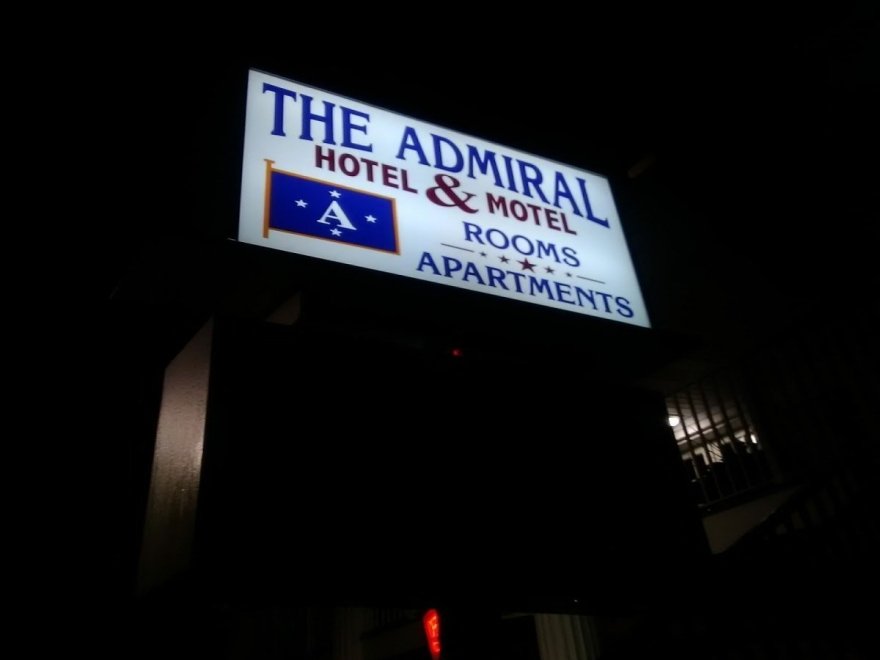 THE ADMIRAL
HOTEL & MOTEL
A
ROOMS
APARTMENTS